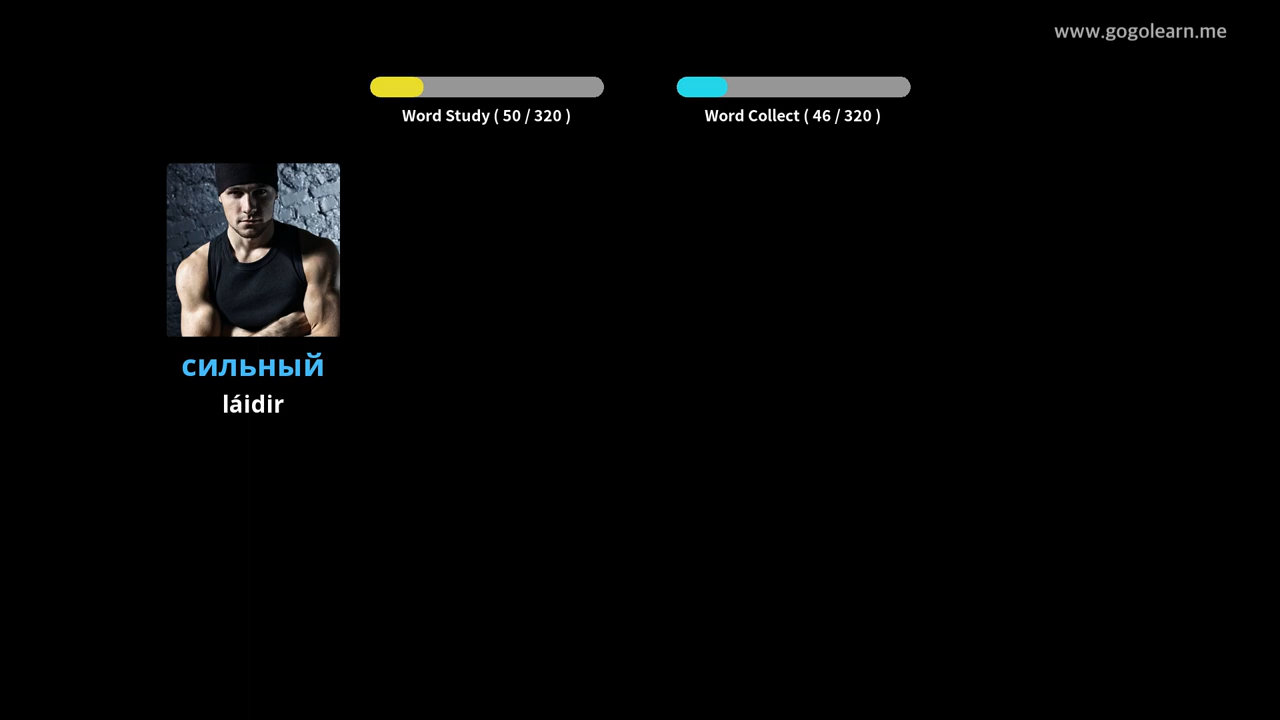 www.gogolearn.me
Word Study ( 50 / 320 )
Word Collect ( 46 / 320 )
сильный
láidir